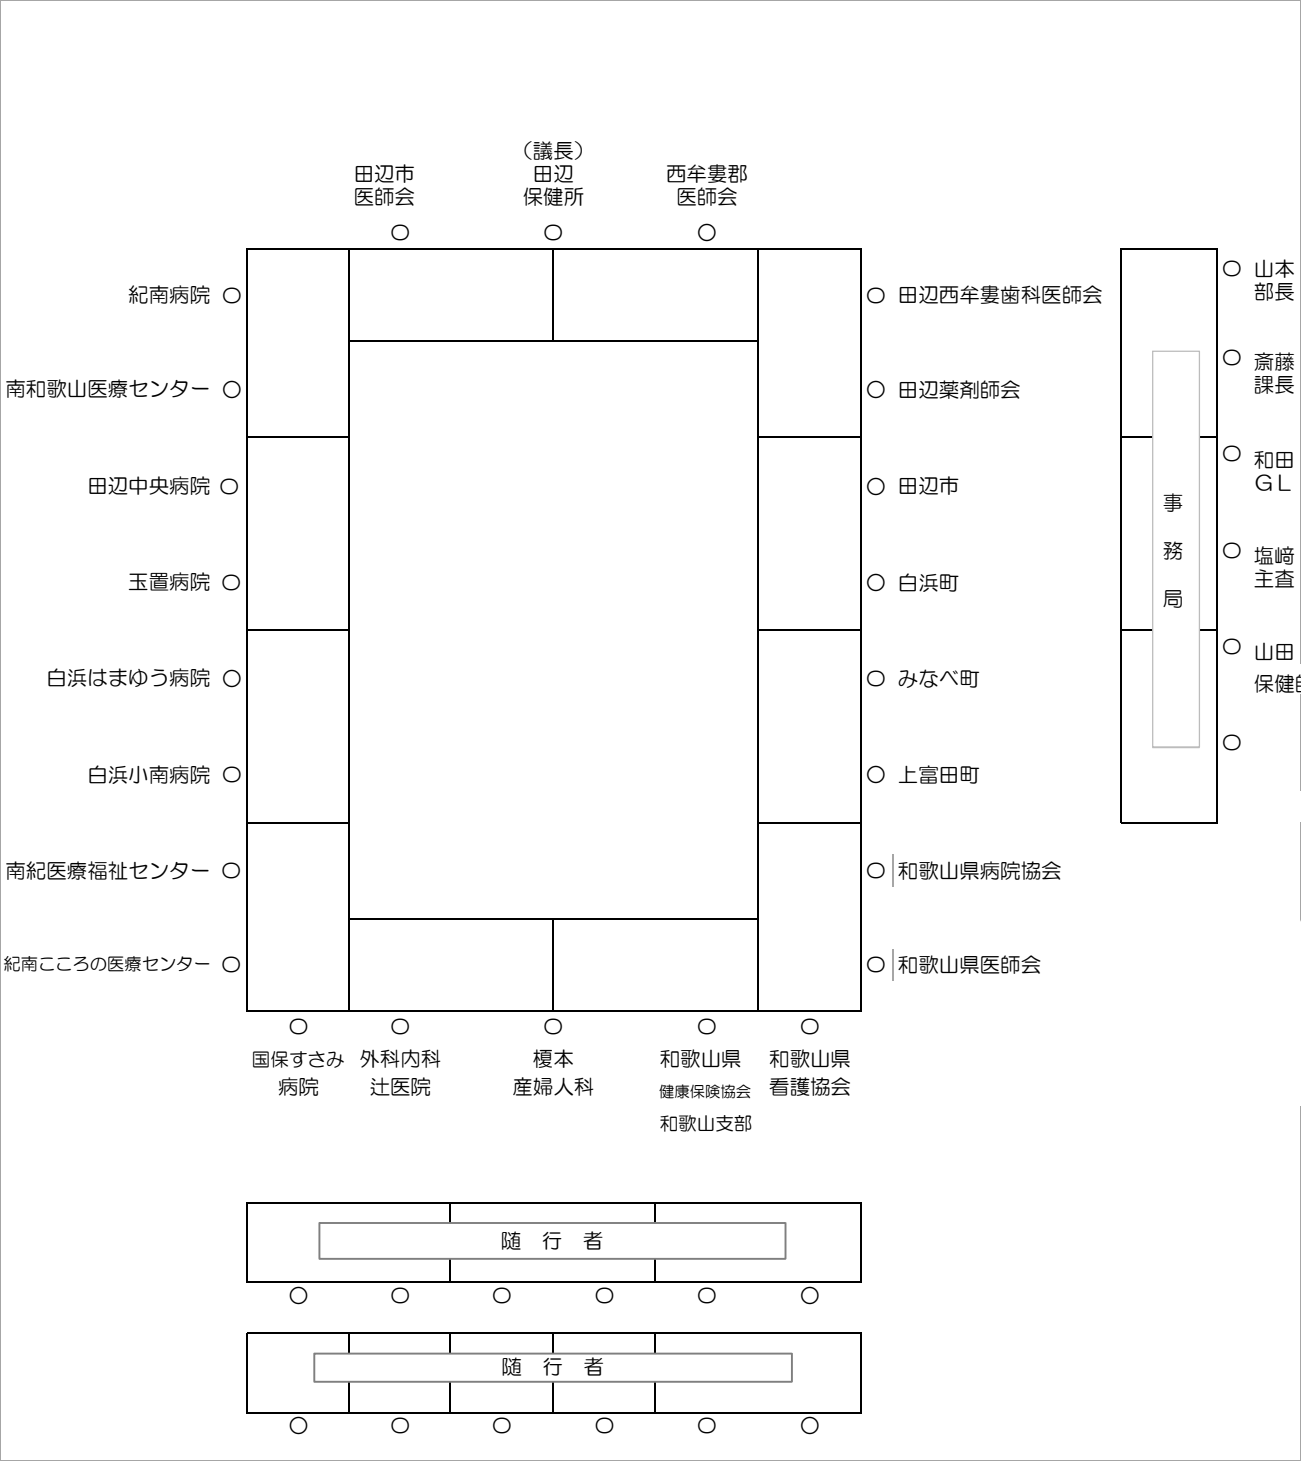 （議長）
田辺市
医師会
田辺
保健所
西牟婁郡
医師会
紀南病院
南和歌山医療センター
田辺中央病院
玉置病院
白浜はまゆう病院
白浜小南病院
南紀医療福祉センター
紀南こころの医療センター
田辺西牟婁歯科医師会
田辺薬剤師会
田辺市
白浜町
みなべ町
上富田町
和歌山県病院協会
和歌山県医師会
事
務
局
山本
部長
斎藤
課長
和田
ＧＬ
塩﨑
主査
山田
保健
国保すさみ
病院
外科内科
辻医院
榎本
産婦人科
和歌山県
健康保険協会
和歌山支部
和歌山県
看護協会
随　行　者
随　行　者